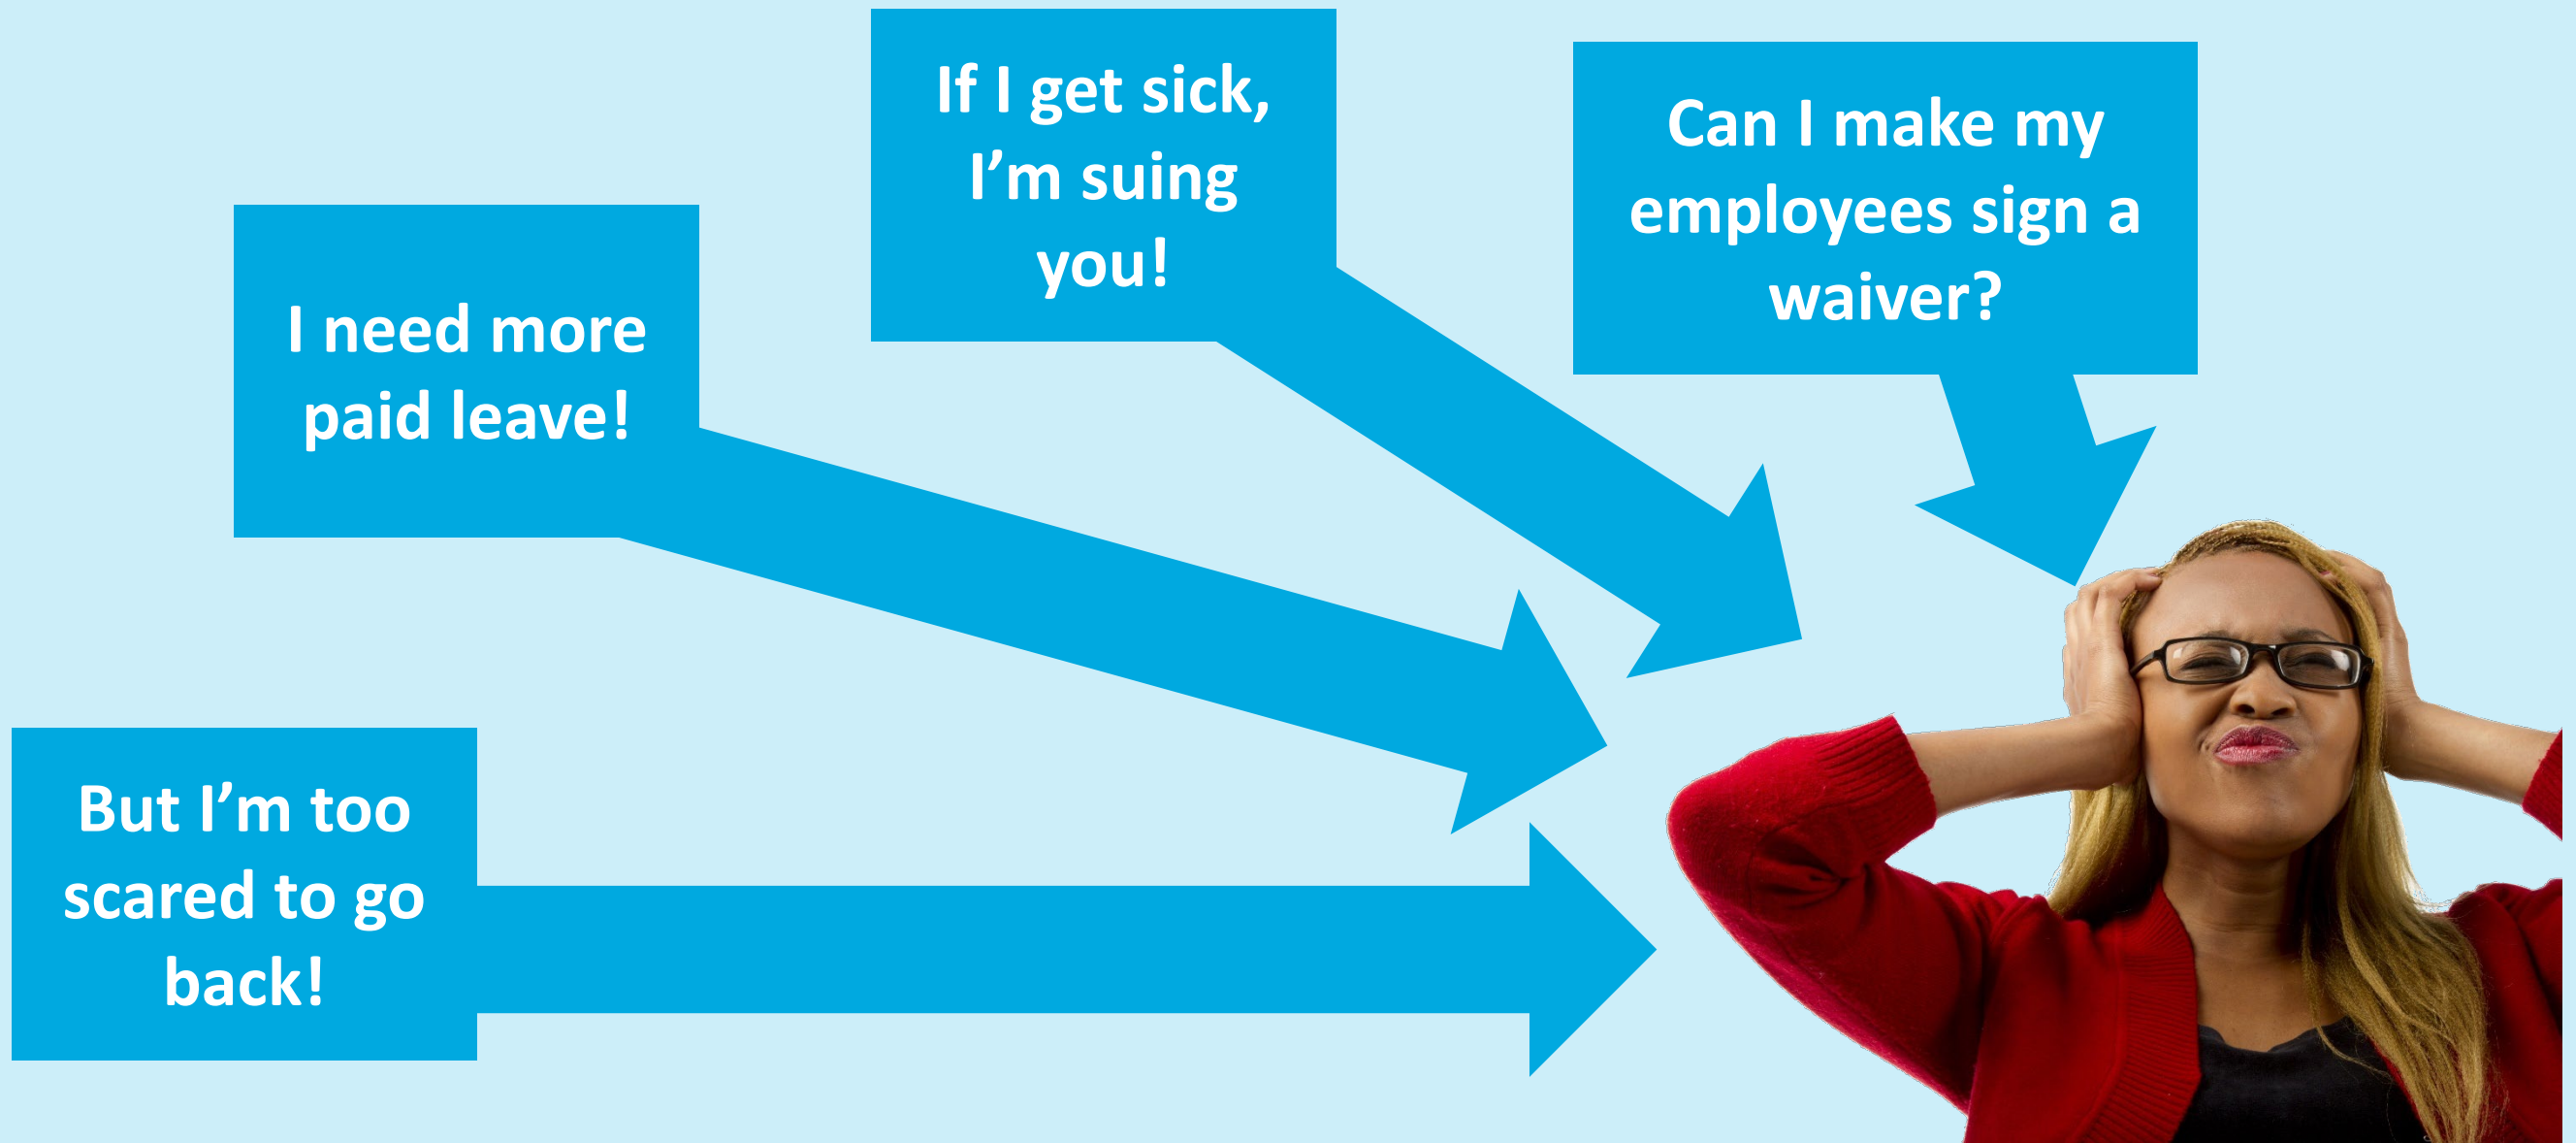 If I get sick,
I’m suing
you!
Can I make my
employees sign a
waiver?
I need more
paid leave!
But I’m too
scared to go
back!